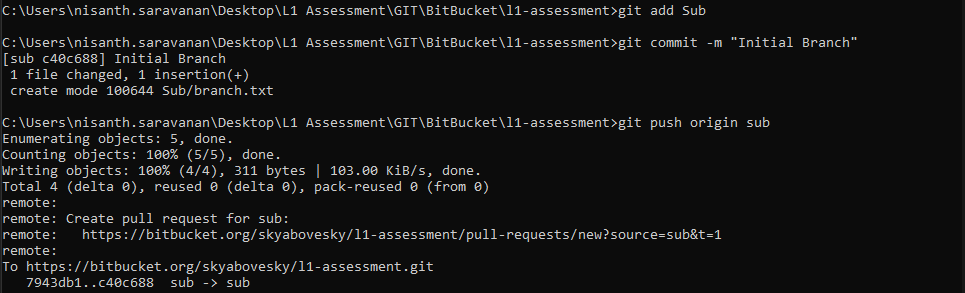 C:\Users\nisanth.saravanan\Desktop\L1 Assessment\GIT\BitBucket\l1-assessment>git add Sub
C:\Users\nisanth.saravanan\Desktop\L1 Assessment\GIT\BitBucket\l1-assessment>git commit -m "Initial Branch"
[sub c40c688] Initial Branch
 1 file changed, 1 insertion(+)
 create mode 100644 Sub/branch.txt
C:\Users\nisanth.saravanan\Desktop\L1 Assessment\GIT\BitBucket\l1-assessment>git push origin sub
Enumerating objects: 5, done.
Counting objects: 100% (5/5), done.
Writing objects: 100% (4/4), 311 bytes | 103.00 KiB/s, done.
Total 4 (delta 0), reused 0 (delta 0), pack-reused 0 (from 0)
remote:
remote: Create pull request for sub:
remote:   https://bitbucket.org/skyabovesky/l1-assessment/pull-requests/new?source=sub&t=1
remote:
To https://bitbucket.org/skyabovesky/l1-assessment.git
   7943db1..c40c688  sub -> sub